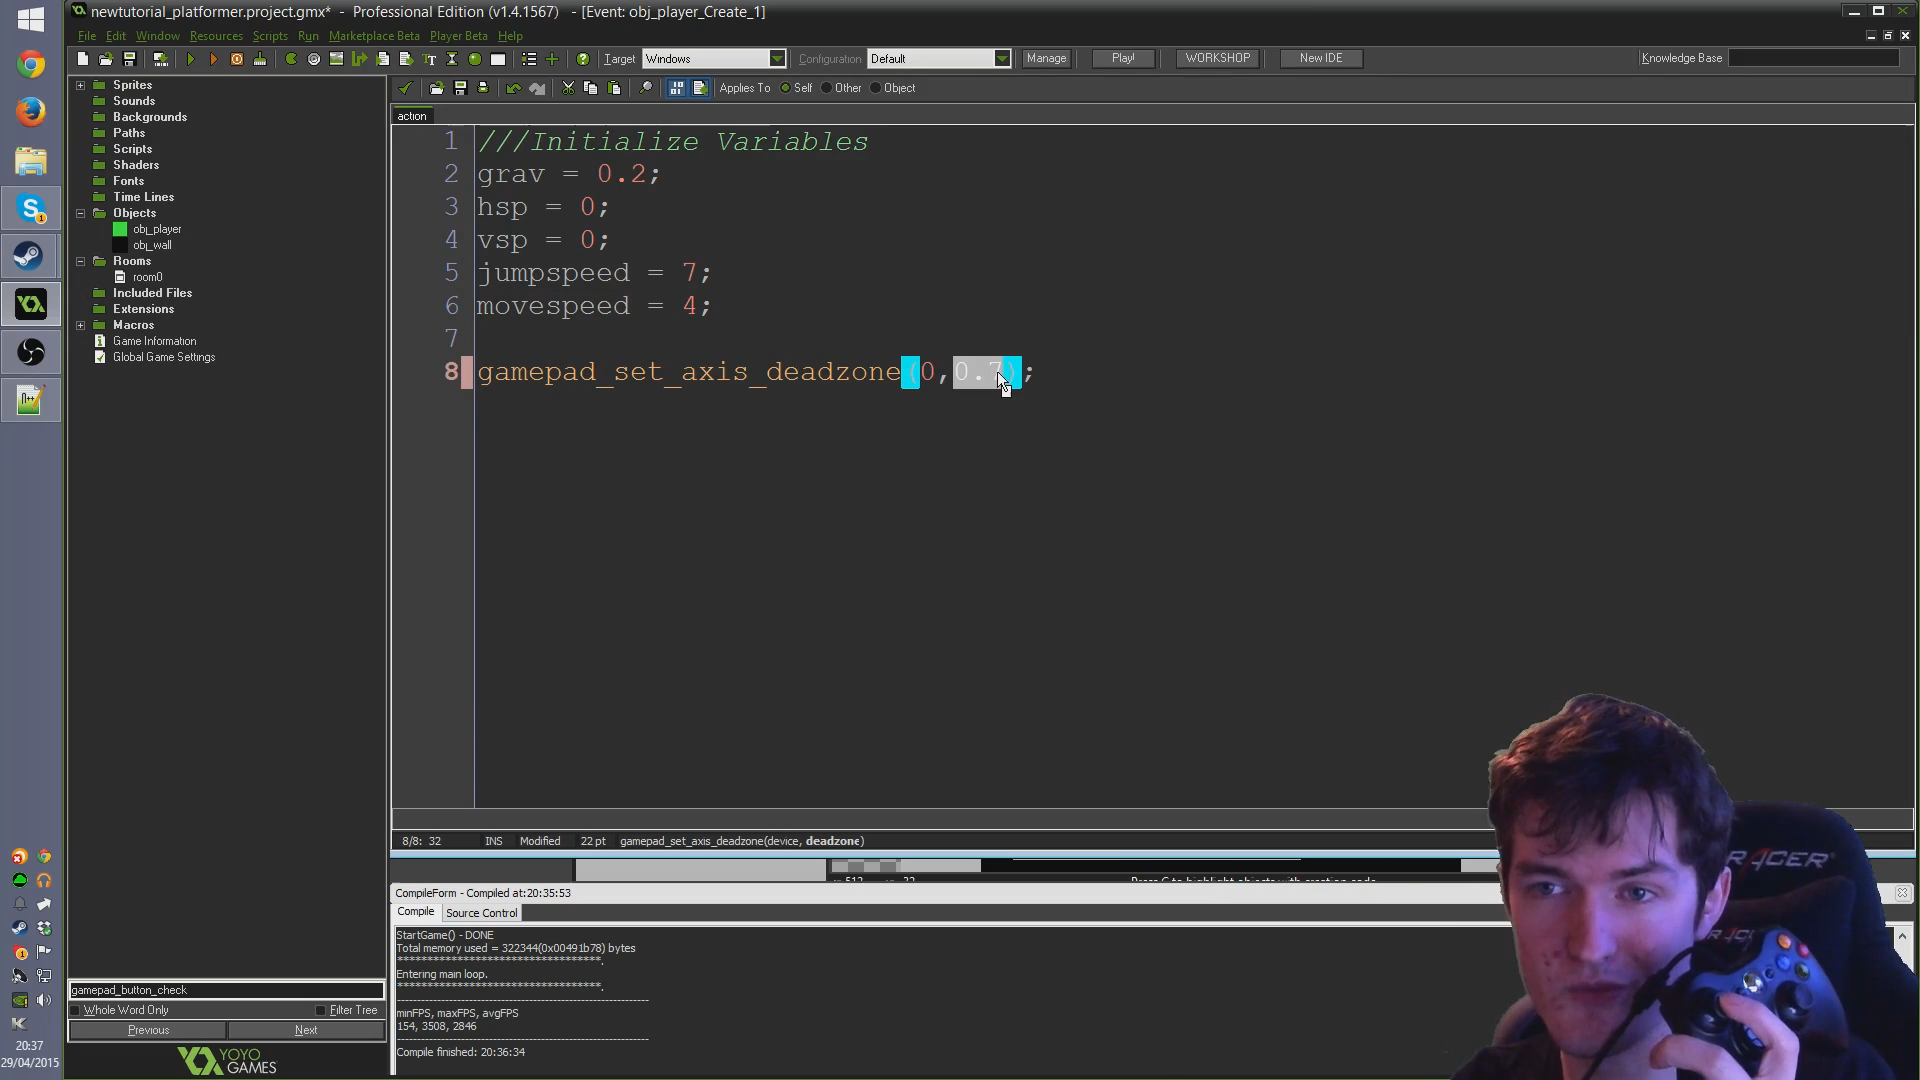 newtutorial_platformer.project.gmx* - Professional Edition (v1.4.1567) - [Event: obj_player_Create_1]
File Edit Window Resources Scripts Run Marketplace Beta Player Beta Help
Target Windows Configuration Default Manage Play! WORKSHOP New IDE Knowledge Base
Applies To Self Other Object
action
Sprites
Sounds
Backgrounds
Paths
Scripts
Shaders
Fonts
Time Lines
Objects
obj_player
obj_wall
Rooms
room0
Included Files
Extensions
Macros
Game Information
Global Game Settings
1 ///Initialize Variables
2 grav = 0.2;
3 hsp = 0;
4 vsp = 0;
5 jumpspeed = 7;
6 movespeed = 4;
7
8 gamepad_set_axis_deadzone(0,0.7);
8/8: 32 INS Modified 22 pt gamepad_set_axis_deadzone(device, deadzone)
CompileForm - Compiled at:20:35:53
Compile Source Control
StartGame() - DONE
Total memory used = 322344(0x00491b78) bytes
Entering main loop.
minFPS, maxFPS, avgFPS
154, 3508, 2846
Compile finished: 20:36:34
gamepad_button_check
Whole Word Only Filter Tree
Previous Next
YOYO
GAMES
20:37
29/04/2015